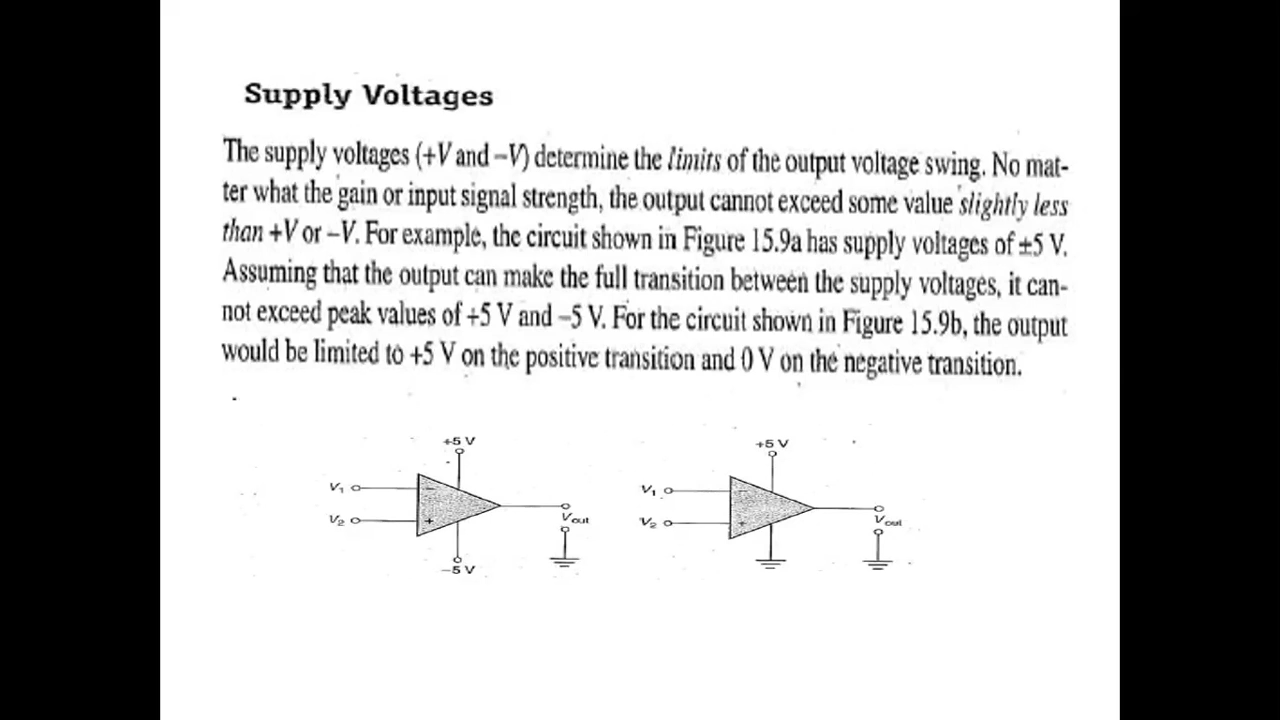 Supply Voltages
The supply voltages (+V and –V) determine the limits of the output voltage swing. No mat-
ter what the gain or input signal strength, the output cannot exceed some value slightly less
than +V or –V. For example, the circuit shown in Figure 15.9a has supply voltages of ±5 V.
Assuming that the output can make the full transition between the supply voltages, it can-
not exceed peak values of +5 V and –5 V. For the circuit shown in Figure 15.9b, the output
would be limited to +5 V on the positive transition and 0 V on the negative transition.
+5 V
+5 V
V1
–
V1
V2
+
Vout
V2
+
Vout
–5 V